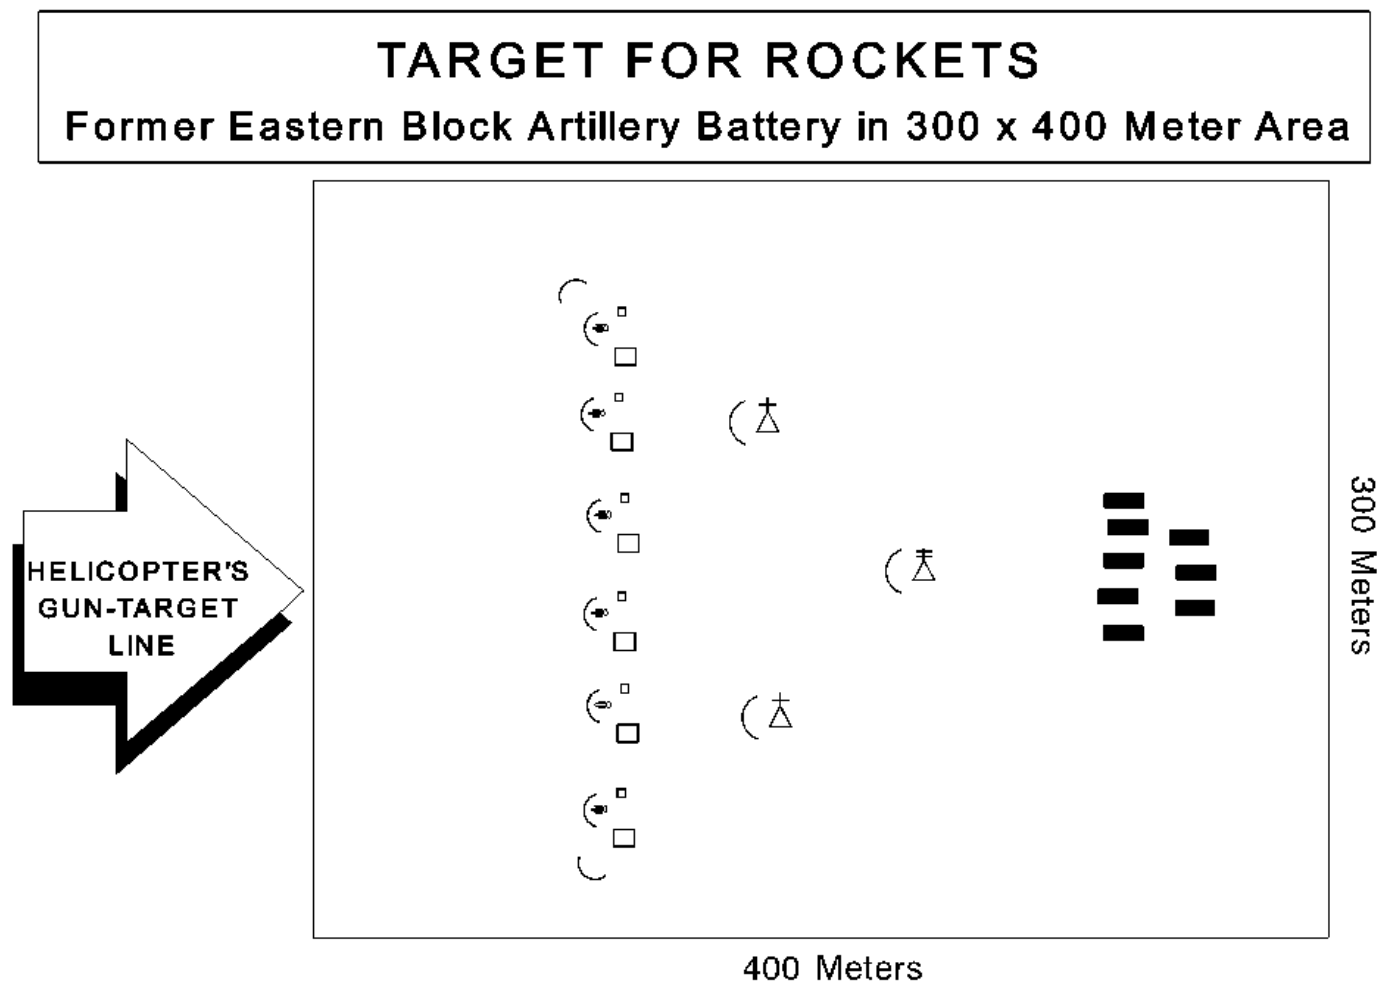 TARGET FOR ROCKETS
Former Eastern Block Artillery Battery in 300 x 400 Meter Area
HELICOPTER'S
GUN-TARGET
LINE
300 Meters
400 Meters